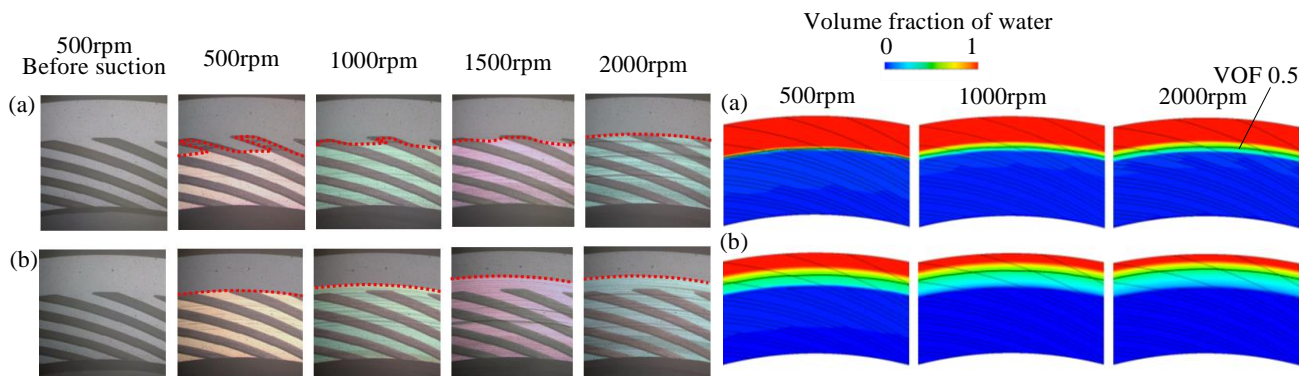 500rpm
Before suction
500rpm
1000rpm
1500rpm
2000rpm
(a)
(b)
Volume fraction of water
0
1
VOF 0.5
500rpm
1000rpm
2000rpm
(a)
(b)